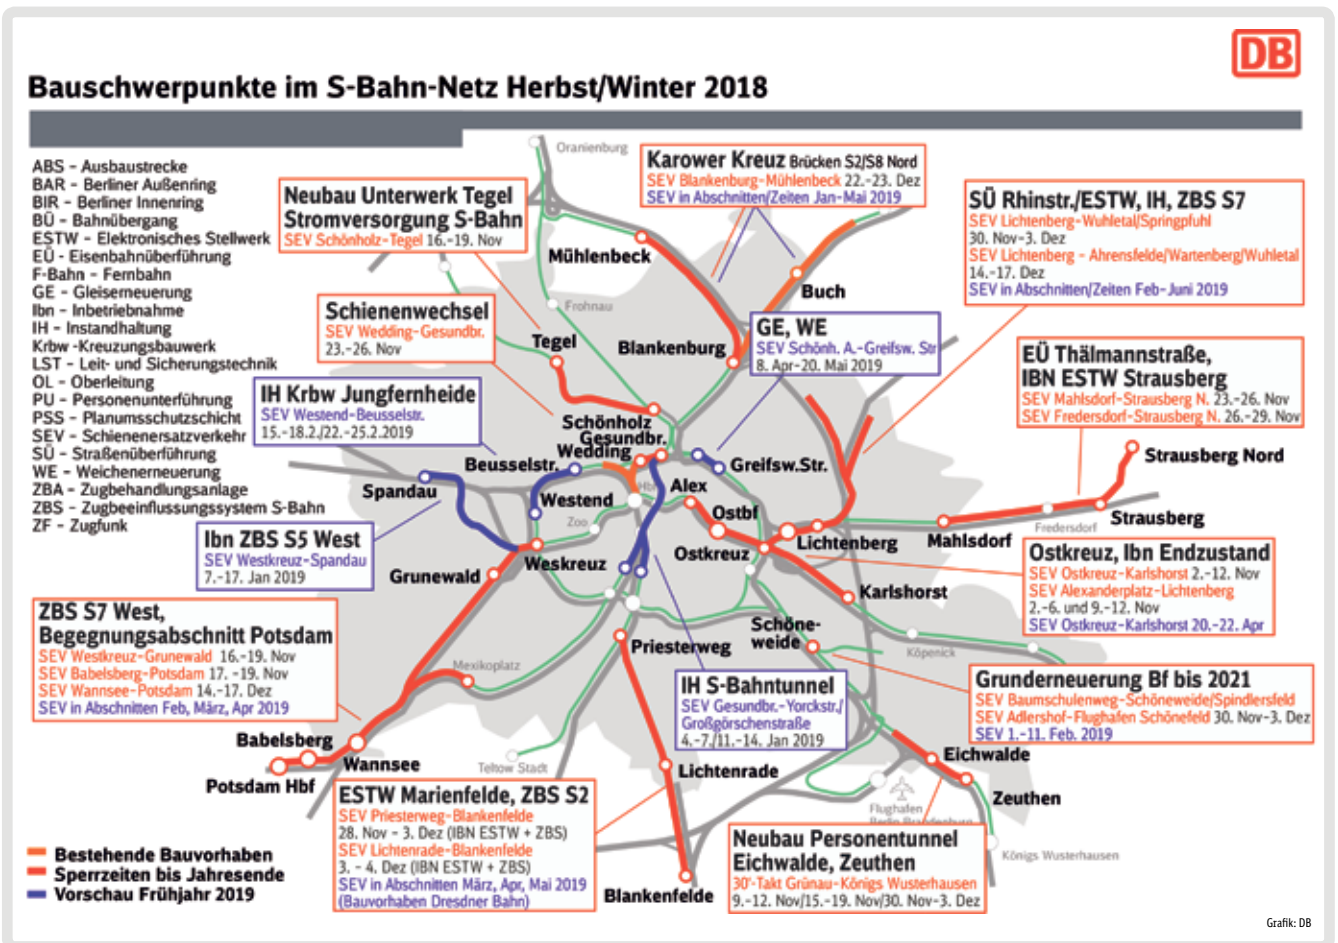 DB
Bauschwerpunkte im S-Bahn-Netz Herbst/Winter 2018
ABS – Ausbaustrecke
BAR – Berliner Außenring
BIR – Berliner Innenring
BÜ – Bahnübergang
ESTW – Elektronisches Stellwerk
EÜ – Eisenbahnüberführung
F-Bahn – Fernbahn
GE – Gleiserneuerung
Ibn – Inbetriebnahme
IH – Instandhaltung
Krbw -Kreuzungsbauwerk
LST – Leit- und Sicherungstechnik
OL – Oberleitung
PU – Personenunterführung
PSS – Planumsschutzschicht
SEV – Schienenersatzverkehr
SÜ – Straßenüberführung
WE – Weichenerneuerung
ZBA – Zugbehandlungsanlage
ZBS – Zugbeeinflussungssystem S-Bahn
ZF – Zugfunk
Neubau Unterwerk Tegel
Stromversorgung S-Bahn
SEV Schönholz-Tegel 16.-19. Nov
Oranienburg
Karower Kreuz Brücken S2/S8 Nord
SEV Blankenburg-Mühlenbeck 22.-23. Dez
SEV in Abschnitten/Zeiten Jan-Mai 2019
SÜ Rhinstr./ESTW, IH, ZBS S7
SEV Lichtenberg-Wuhletal/Springpfuhl
30. Nov-3. Dez
SEV Lichtenberg - Ahrensfelde/Wartenberg/Wuhletal
14.-17. Dez
SEV in Abschnitten/Zeiten Feb-Juni 2019
Mühlenbeck
Buch
Frohnau
Schienenwechsel
SEV Wedding-Gesundbr.
23.-26. Nov
Tegel
Blankenburg
GE, WE
SEV Schönh. A.-Greifsw. Str
8. Apr-20. Mai 2019
EÜ Thälmannstraße,
IBN ESTW Strausberg
SEV Mahlsdorf-Strausberg N. 23.-26. Nov
SEV Fredersdorf-Strausberg N. 26.-29. Nov
IH Krbw Jungfernheide
SEV Westend-Beusselstr.
15.-18.2./22.-25.2.2019
Schönholz
Gesundbr.
Wedding
Beusselstr.
Greifsw.Str.
Strausberg Nord
Spandau
Westend
Hbf
Alex
Zoo
Ostbf
Strausberg
Fredersdorf
Mahlsdorf
Lichtenberg
Ostkreuz
Ibn ZBS S5 West
SEV Westkreuz-Spandau
7.-17. Jan 2019
Weskreuz
Grunewald
Karlshorst
Ostkreuz, Ibn Endzustand
SEV Ostkreuz-Karlshorst 2.-12. Nov
SEV Alexanderplatz-Lichtenberg
2.-6. und 9.-12. Nov
SEV Ostkreuz-Karlshorst 20.-22. Apr
ZBS S7 West,
Begegnungsabschnitt Potsdam
SEV Westkreuz-Grunewald 16.-19. Nov
SEV Babelsberg-Potsdam 17. -19. Nov
SEV Wannsee-Potsdam 14.-17. Dez
SEV in Abschnitten Feb, März, Apr 2019
Priesterweg
Schöne-
weide
Köpenick
Mexikoplatz
IH S-Bahntunnel
SEV Gesundbr.-Yorckstr./
Großgörschenstraße
4.-7./11.-14. Jan 2019
Grunderneuerung Bf bis 2021
SEV Baumschulenweg-Schöneweide/Spindlersfeld
SEV Adlershof-Flughafen Schönefeld 30. Nov-3. Dez
SEV 1.-11. Feb. 2019
Babelsberg
Wannsee
Potsdam Hbf
Teltow Stadt
Lichtenrade
Eichwalde
Zeuthen
Flughafen
Berlin Brandenburg
ESTW Marienfelde, ZBS S2
SEV Priesterweg-Blankenfelde
28. Nov - 3. Dez (IBN ESTW + ZBS)
SEV Lichtenrade-Blankenfelde
3. - 4. Dez (IBN ESTW + ZBS)
SEV in Abschnitten März, Apr, Mai 2019
(Bauvorhaben Dresdner Bahn)
Blankenfelde
Neubau Personentunnel
Eichwalde, Zeuthen
30'-Takt Grünau-Königs Wusterhausen
9.-12. Nov/15.-19. Nov/30. Nov-3. Dez
Königs Wusterhausen
Bestehende Bauvorhaben
Sperrzeiten bis Jahresende
Vorschau Frühjahr 2019
Grafik: DB